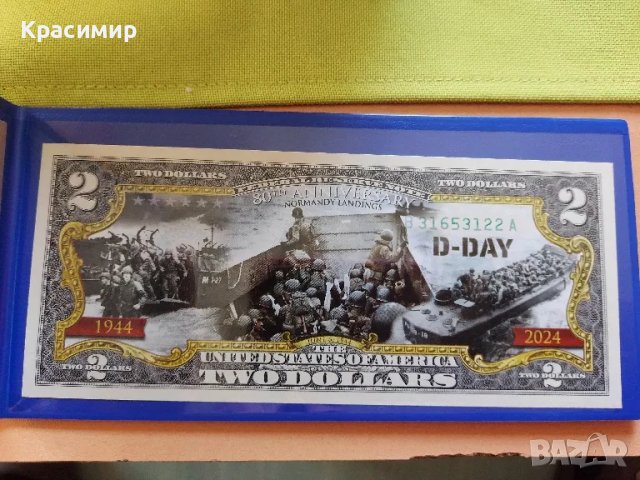 Красимир
2
TWO DOLLARS
TWO DOLLARS
2
80TH ANNIVERSARY
NORMANDY LANDINGS
31653122 A
D-DAY
1944
2024
THE
UNITED STATES OF AMERICA
TWO DOLLARS
2
TWO DOLLARS
2
TWO DOLLARS
BAZAR